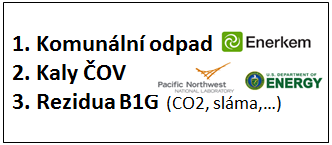 1. Komunální odpad Enerkem
2. Kaly ČOV
Pacific Northwest
NATIONAL LABORATORY
U.S. DEPARTMENT OF
ENERGY
3. Rezidua B1G (CO2, sláma,...)